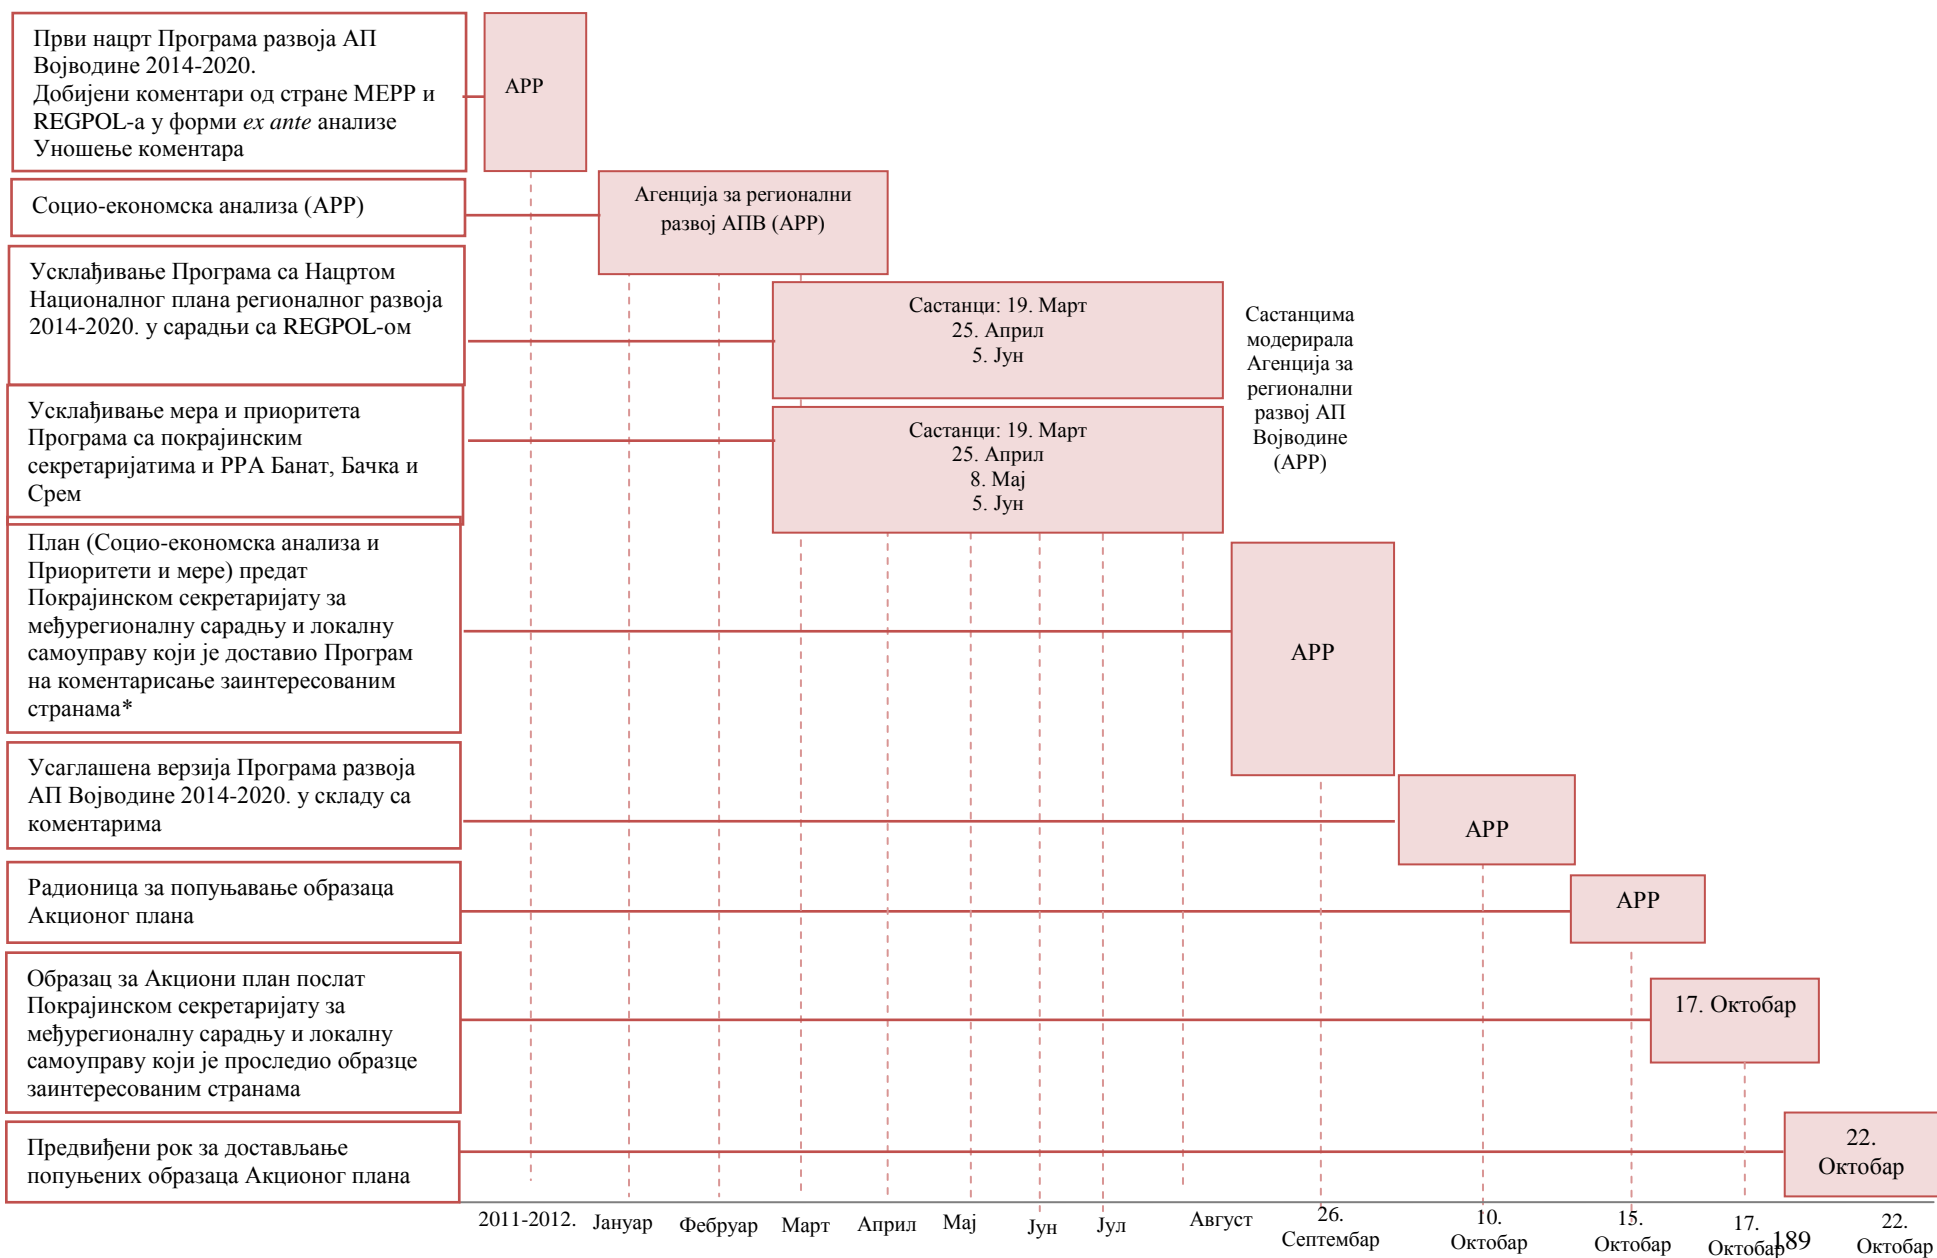 Први нацрт Програма развоја АП
Војводине 2014-2020.
Добијени коментари од стране МЕРР и
REGPOL-а у форми ex ante анализе
Уношење коментара
АРР
Социо-економска анализа (АРР)
Агенција за регионални
развој АПВ (АРР)
Усклађивање Програма са Нацртом
Националног плана регионалног развоја
2014-2020. у сарадњи са REGPOL-ом
Састанци: 19. Март
25. Април
5. Јун
Састанцима
модерирала
Агенција за
регионални
развој АП
Војводине
(АРР)
Усклађивање мера и приоритета
Програма са покрајинским
секретаријатима и РРА Банат, Бачка и
Срем
Састанци: 19. Март
25. Април
8. Мај
5. Јун
План (Социо-економска анализа и
Приоритети и мере) предат
Покрајинском секретаријату за
међурегионалну сарадњу и локалну
самоуправу који је доставио Програм
на коментарисање заинтересованим
странама*
АРР
Усаглашена верзија Програма развоја
АП Војводине 2014-2020. у складу са
коментарима
АРР
Радионица за попуњавање образаца
Акционог плана
АРР
Образац за Акциони план послат
Покрајинском секретаријату за
међурегионалну сарадњу и локалну
самоуправу који је проследио образце
заинтересованим странама
17. Октобар
Предвиђени рок за достављање
попуњених образаца Акционог плана
22.
Октобар
2011-2012.
Јануар
Фебруар
Март
Април
Мај
Јун
Јул
Август
26.
Септембар
10.
Октобар
15.
Октобар
17.
Октобар
22.
Октобар
189